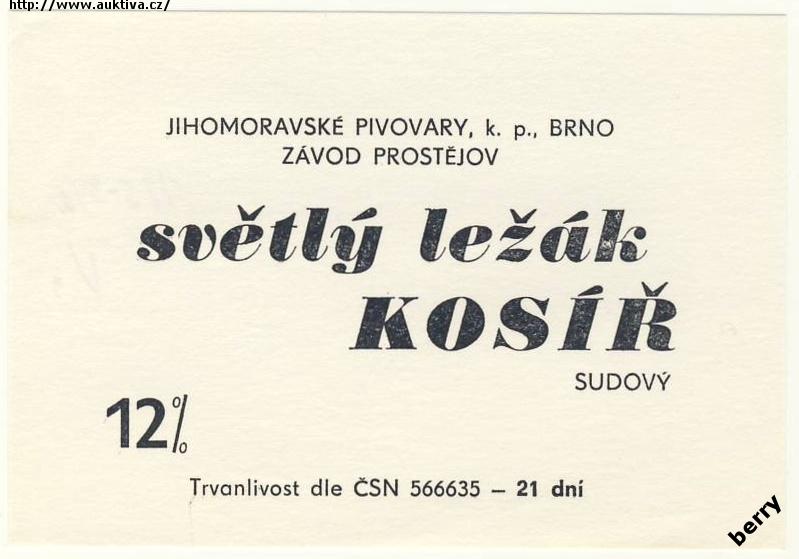 http://www.auktiva.cz/
JIHOMORAVSKÉ PIVOVARY, k. p., BRNO
ZÁVOD PROSTĚJOV
světlý ležák
KOSÍŘ
SUDOVÝ
12%
Trvanlivost dle ČSN 566635 – 21 dní
berry